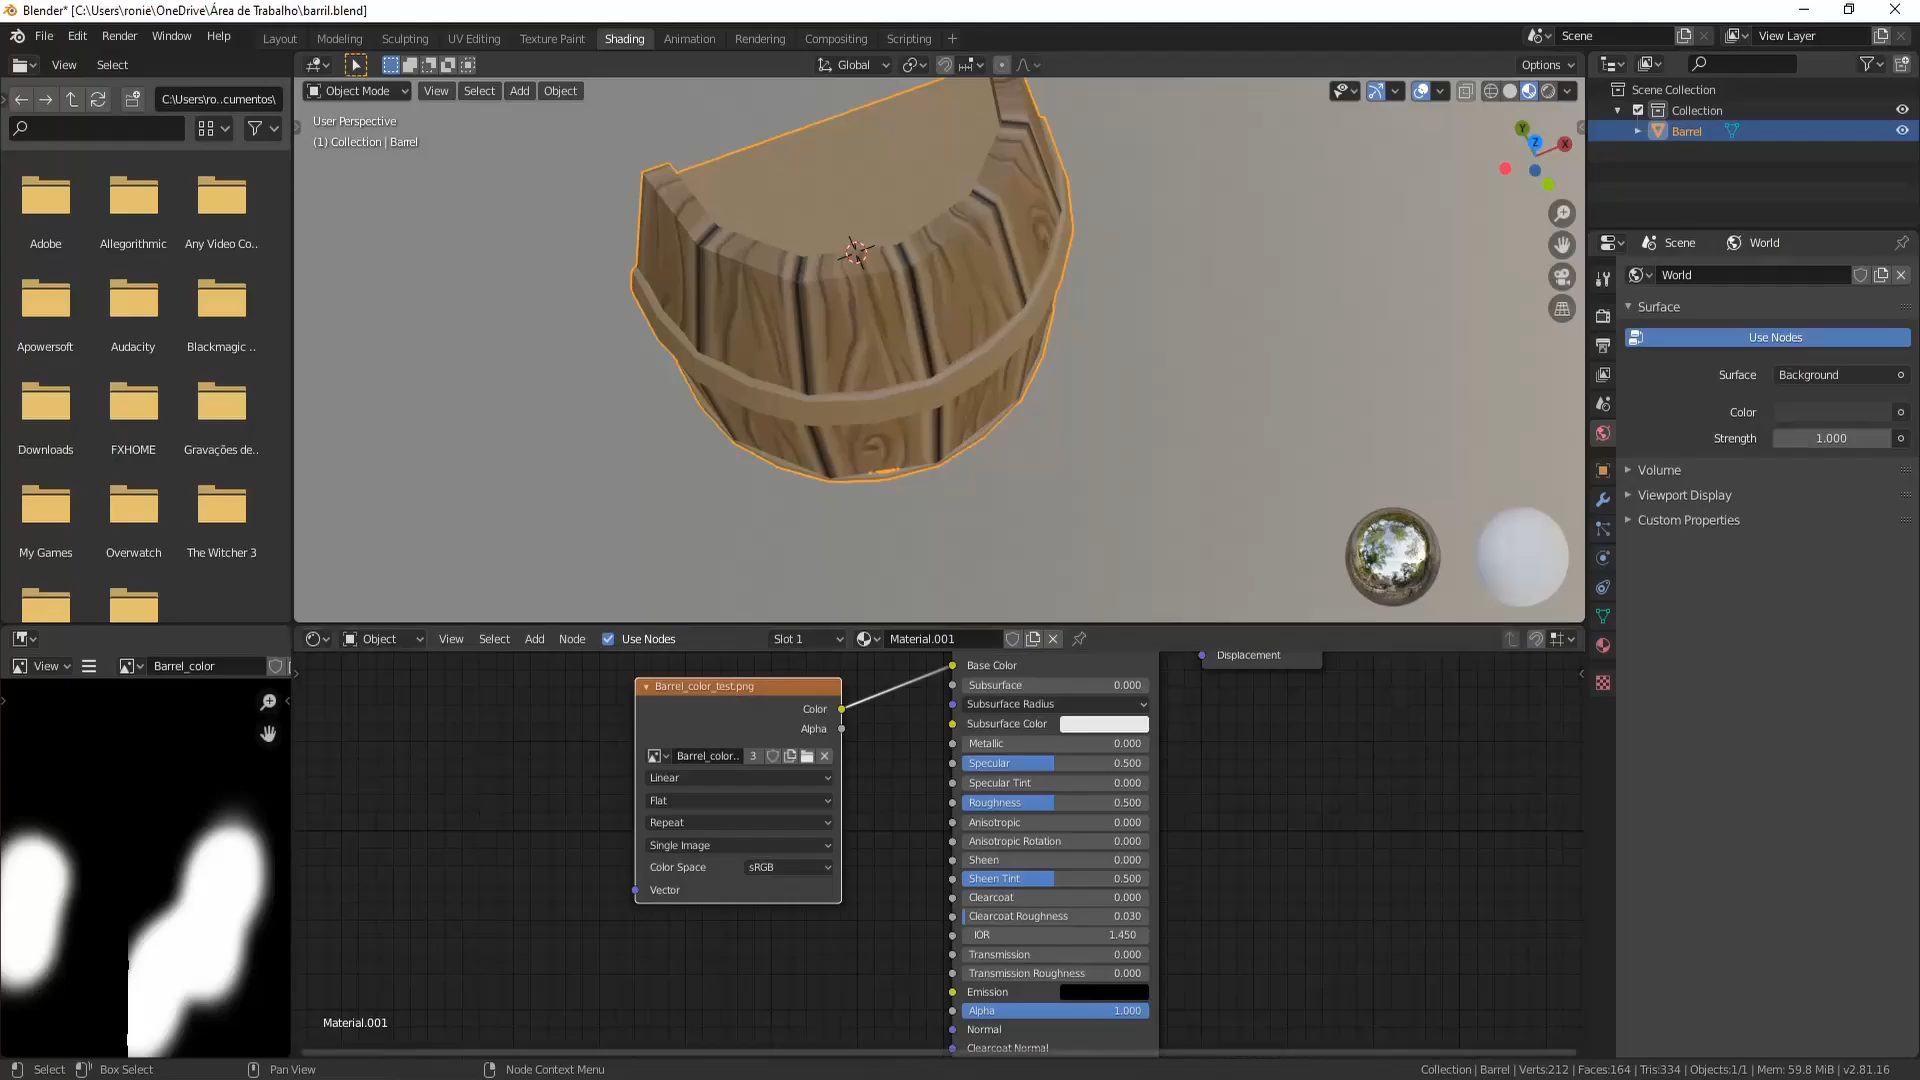 Blender* [C:\Users\ronie\OneDrive\Área de Trabalho\barril.blend]
File Edit Render Window Help Layout Modeling Sculpting UV Editing Texture Paint Shading Animation Rendering Compositing Scripting + Scene View Layer
View Select Global Options
C:\Users\ro..cumentos\
Object Mode View Select Add Object
User Perspective
(1) Collection | Barrel
Scene Collection
Collection
Barrel
Y
Z
X
Adobe Allegorithmic Any Video Co..
Apowersoft Audacity Blackmagic ..
Downloads FXHOME Gravações de..
My Games Overwatch The Witcher 3
Scene World
World
Surface
Use Nodes
Surface Background
Color
Strength 1.000
Volume
Viewport Display
Custom Properties
Object View Select Add Node Use Nodes Slot 1 Material.001
View Barrel_color
Barrel_color_test.png
Color
Alpha
Barrel_color.. 3
Linear
Flat
Repeat
Single Image
Color Space sRGB
Vector
Base Color
Subsurface 0.000
Subsurface Radius
Subsurface Color
Metallic 0.000
Specular 0.500
Specular Tint 0.000
Roughness 0.500
Anisotropic 0.000
Anisotropic Rotation 0.000
Sheen 0.000
Sheen Tint 0.500
Clearcoat 0.000
Clearcoat Roughness 0.030
IOR 1.450
Transmission 0.000
Transmission Roughness 0.000
Emission
Alpha 1.000
Normal
Clearcoat Normal
Displacement
Material.001
Select Box Select Pan View Node Context Menu
Collection | Barrel | Verts:212 | Faces:164 | Tris:334 | Objects:1/1 | Mem: 59.8 MiB | v2.81.16